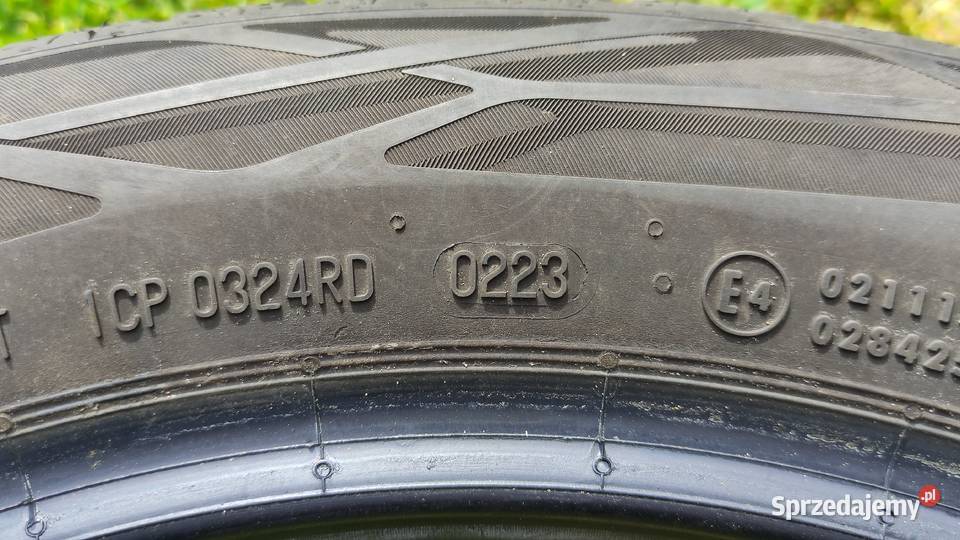 T 1CP 0324RD 0223 E4
02111
028425
Sprzedajemy.pl